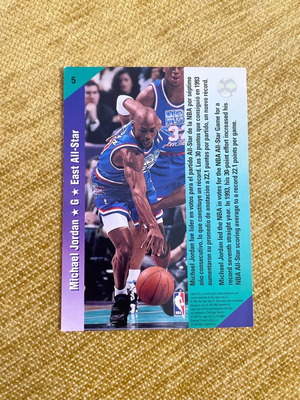 5
Michael Jordan ★ G ★ East All-Star
Michael Jordan fue líder en votos para el partido All-Star de la NBA por séptimo
año consecutivo, lo que constituye un récord. Los 30 puntos que consiguió en 1993
aumentaron su promedio de anotación a 22,1 puntos por partido, un nuevo récord.
Michael Jordan led the NBA in votes for the NBA All-Star Game for a
record seventh straight year. In 1993, his 30-point effort increased his
NBA All-Star scoring average to a record 22.1 points per game.
NBA